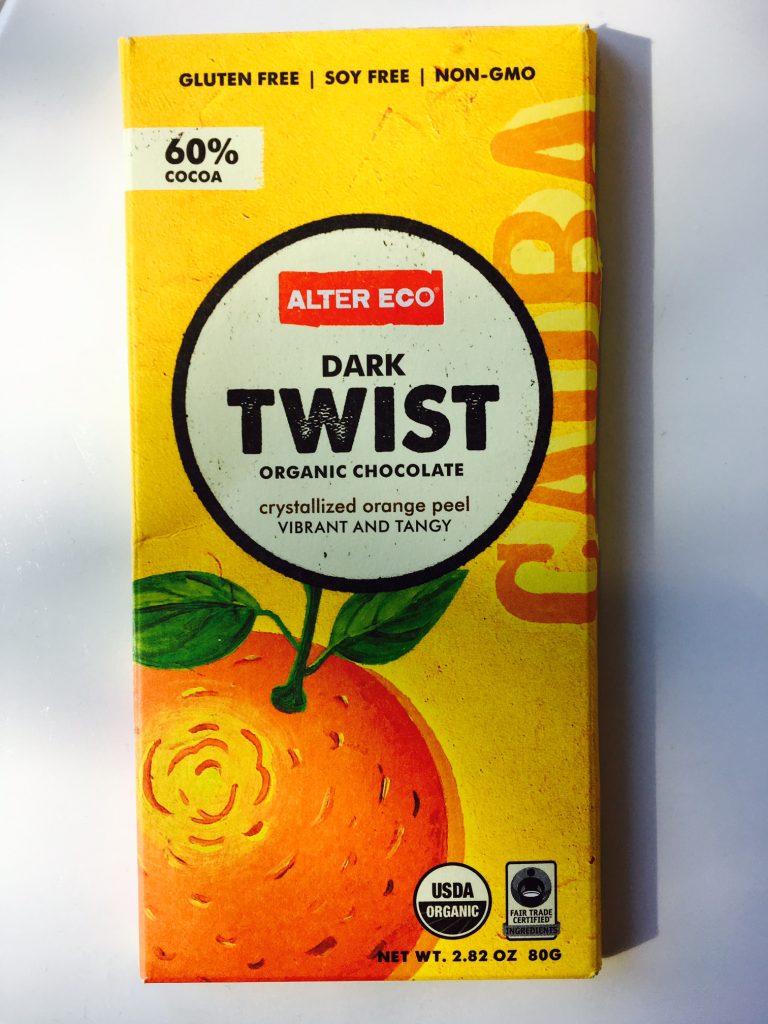 GLUTEN FREE | SOY FREE | NON-GMO
60%
COCOA
ALTER ECO®
DARK
TWIST
ORGANIC CHOCOLATE
crystallized orange peel
VIBRANT AND TANGY
USDA
ORGANIC
FAIR TRADE
CERTIFIED
INGREDIENTS
NET WT. 2.82 OZ 80G